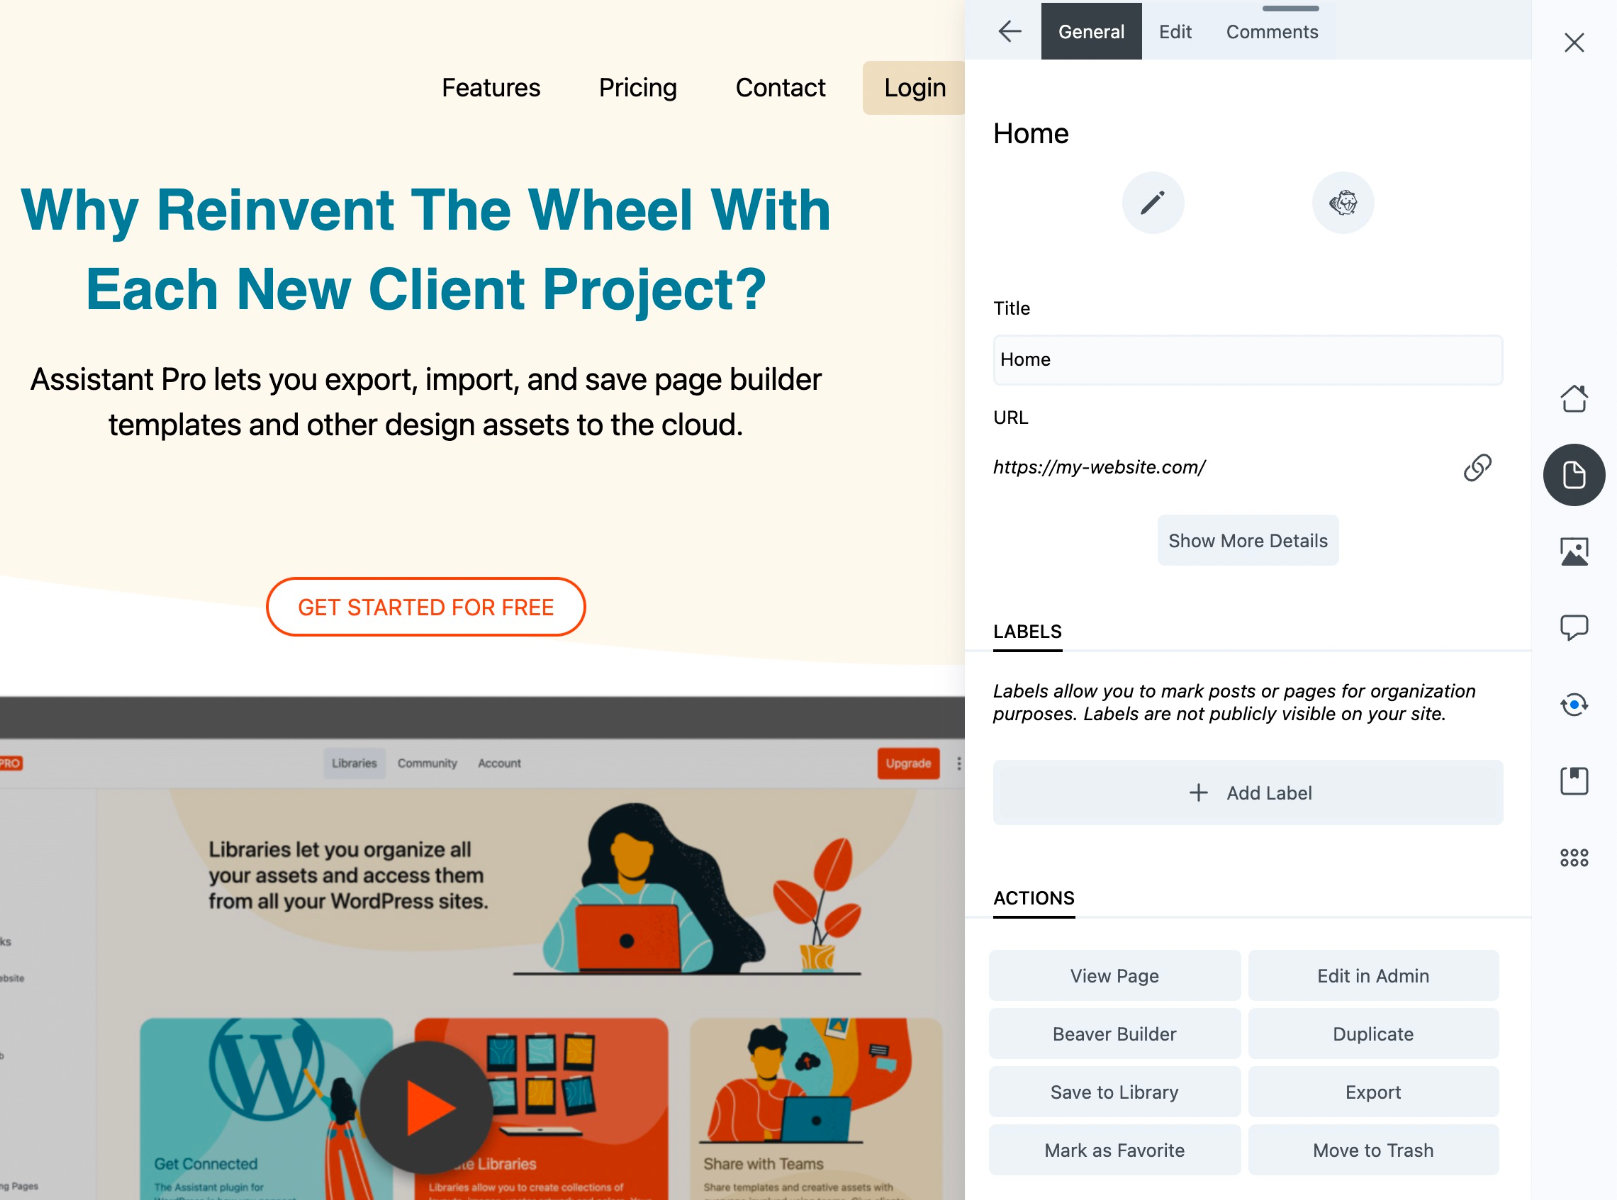 Features
Pricing
Contact
Login
Why Reinvent The Wheel With
Each New Client Project?
Assistant Pro lets you export, import, and save page builder
templates and other design assets to the cloud.
GET STARTED FOR FREE
PRO
Libraries
Community
Account
Upgrade
Libraries let you organize all
your assets and access them
from all your WordPress sites.
Get Connected
The Assistant plugin for
Libraries
Libraries allow you to create collections of
Share with Teams
Share templates and creative assets with
Pages
General
Edit
Comments
Home
Title
Home
URL
https://my-website.com/
Show More Details
LABELS
Labels allow you to mark posts or pages for organization
purposes. Labels are not publicly visible on your site.
+ Add Label
ACTIONS
View Page
Edit in Admin
Beaver Builder
Duplicate
Save to Library
Export
Mark as Favorite
Move to Trash